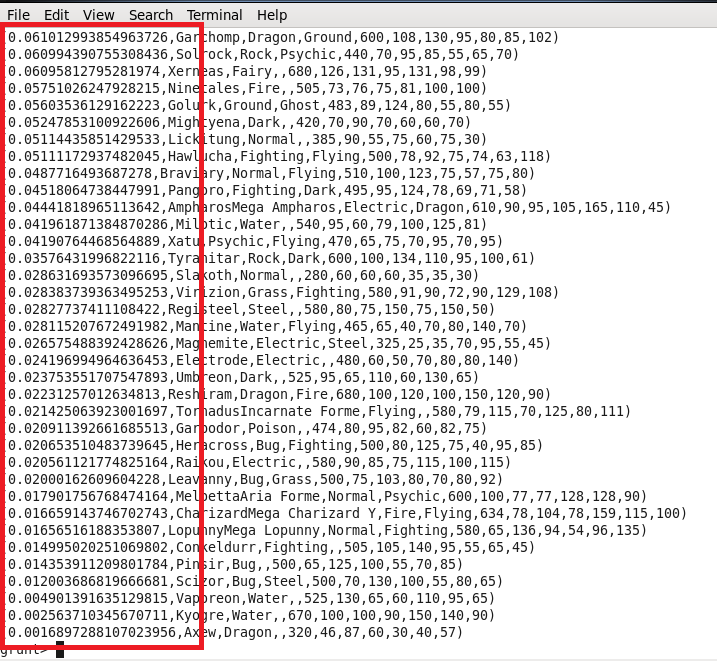 File Edit View Search Terminal Help
(0.061012993854963726,Garchomp,Dragon,Ground,600,108,130,95,80,85,102)
(0.060994390755308436,Solrock,Rock,Psychic,440,70,95,85,55,65,70)
(0.06095812795281974,Xerneas,Fairy,,680,126,131,95,131,98,99)
(0.05751026247928215,Ninetales,Fire,,505,73,76,75,81,100,100)
(0.05603536129162223,Golurk,Ground,Ghost,483,89,124,80,55,80,55)
(0.05247853100922606,Mightyena,Dark,,420,70,90,70,60,60,70)
(0.05114435851429533,Lickitung,Normal,,385,90,55,75,60,75,30)
(0.05111172937482045,Hawlucha,Fighting,Flying,500,78,92,75,74,63,118)
(0.0487716493687278,Braviary,Normal,Flying,510,100,123,75,57,75,80)
(0.04518064738447991,Pangoro,Fighting,Dark,495,95,124,78,69,71,58)
(0.04441818965113642,AmpharosMega Ampharos,Electric,Dragon,610,90,95,105,165,110,45)
(0.041961871384870286,Milotic,Water,,540,95,60,79,100,125,81)
(0.04190764468564889,Xatu,Psychic,Flying,470,65,75,70,95,70,95)
(0.03576431996822116,Tyranitar,Rock,Dark,600,100,134,110,95,100,61)
(0.028631693573096695,Slakoth,Normal,,280,60,60,60,35,35,30)
(0.028383739363495253,Virizion,Grass,Fighting,580,91,90,72,90,129,108)
(0.02827737411108422,Registeel,Steel,,580,80,75,150,75,150,50)
(0.028115207672491982,Mantine,Water,Flying,465,65,40,70,80,140,70)
(0.026575488392428626,Magnemite,Electric,Steel,325,25,35,70,95,55,45)
(0.024196994964636453,Electrode,Electric,,480,60,50,70,80,80,140)
(0.023753551707547893,Umbreon,Dark,,525,95,65,110,60,130,65)
(0.02231257012634813,Reshiram,Dragon,Fire,680,100,120,100,150,120,90)
(0.021425063923001697,TornadusIncarnate Forme,Flying,,580,79,115,70,125,80,111)
(0.020911392661685513,Garbodor,Poison,,474,80,95,82,60,82,75)
(0.020653510483739645,Heracross,Bug,Fighting,500,80,125,75,40,95,85)
(0.020561121774825164,Raikou,Electric,,580,90,85,75,115,100,115)
(0.02000162609604228,Leavanny,Bug,Grass,500,75,103,80,70,80,92)
(0.017901756768474164,MeloettaAria Forme,Normal,Psychic,600,100,77,77,128,128,90)
(0.016659143746702743,CharizardMega Charizard Y,Fire,Flying,634,78,104,78,159,115,100)
(0.01656516188353807,LopunnyMega Lopunny,Normal,Fighting,580,65,136,94,54,96,135)
(0.014995020251069802,Conkeldurr,Fighting,,505,105,140,95,55,65,45)
(0.014353911209801784,Pinsir,Bug,,500,65,125,100,55,70,85)
(0.012003686819666681,Scizor,Bug,Steel,500,70,130,100,55,80,65)
(0.004901391635129815,Vaporeon,Water,,525,130,65,60,110,95,65)
(0.002563710345670711,Kyogre,Water,,670,100,100,90,150,140,90)
(0.0016897288107023956,Axew,Dragon,,320,46,87,60,30,40,57)
grunt>